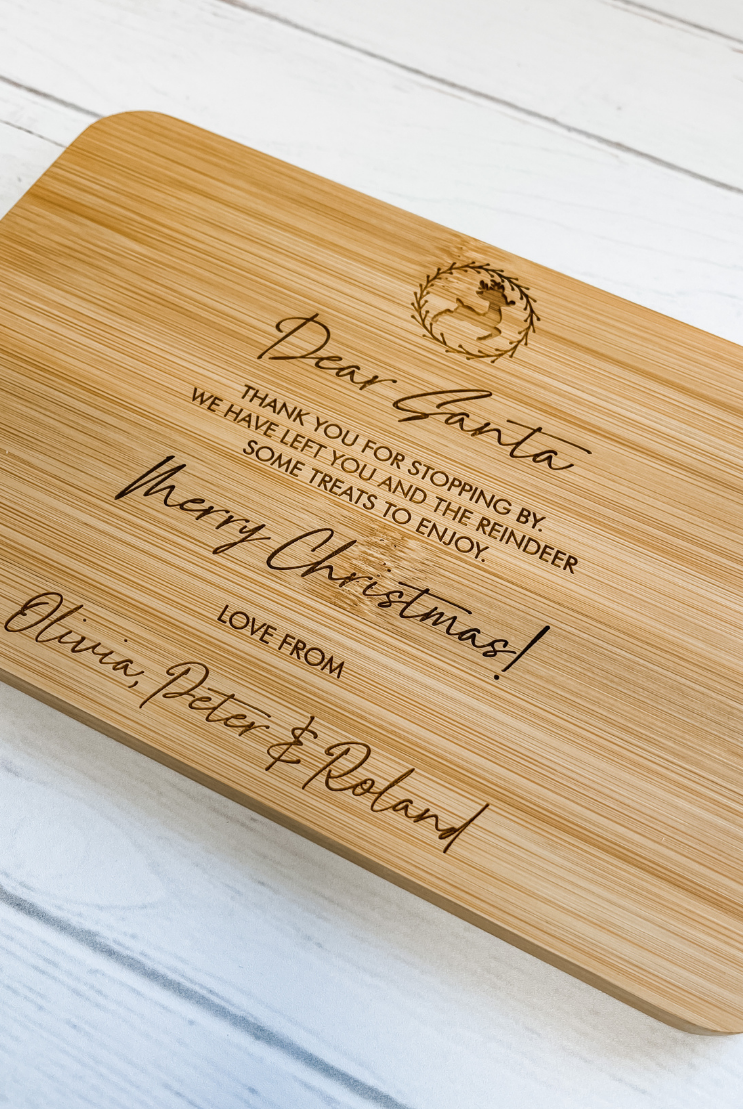 Dear Santa
THANK YOU FOR STOPPING BY.
WE HAVE LEFT YOU AND THE REINDEER
SOME TREATS TO ENJOY.
Merry Christmas!
LOVE FROM
Olivia, Peter & Roland